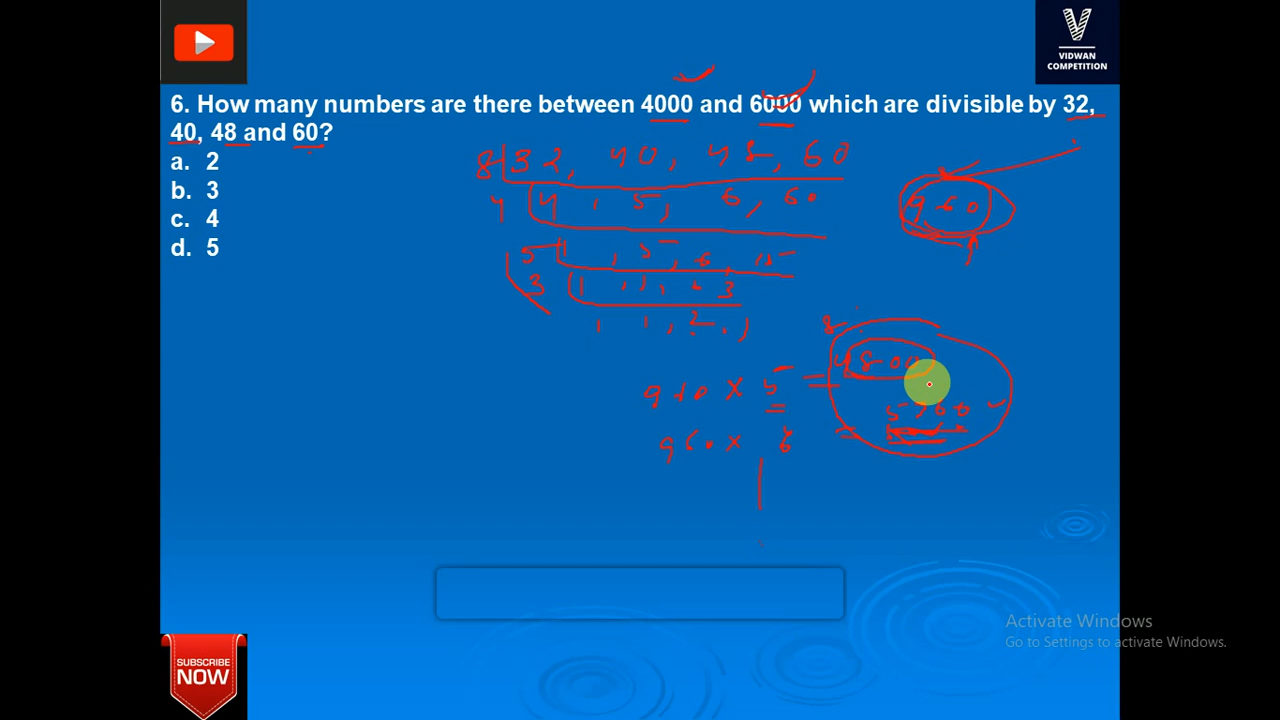 VIDWAN
COMPETITION
6. How many numbers are there between 4000 and 6000 which are divisible by 32,
40, 48 and 60?
a. 2
b. 3
c. 4
d. 5
8 32, 40, 48, 60
4 4, 5, 6, 60
5 1, 5, 6, 15
3 1, 1, 6 3
1, 1, 2, 1
960
8
960 x 5 = 4800
960 x 6 = 5760
Activate Windows
Go to Settings to activate Windows.
SUBSCRIBE
NOW